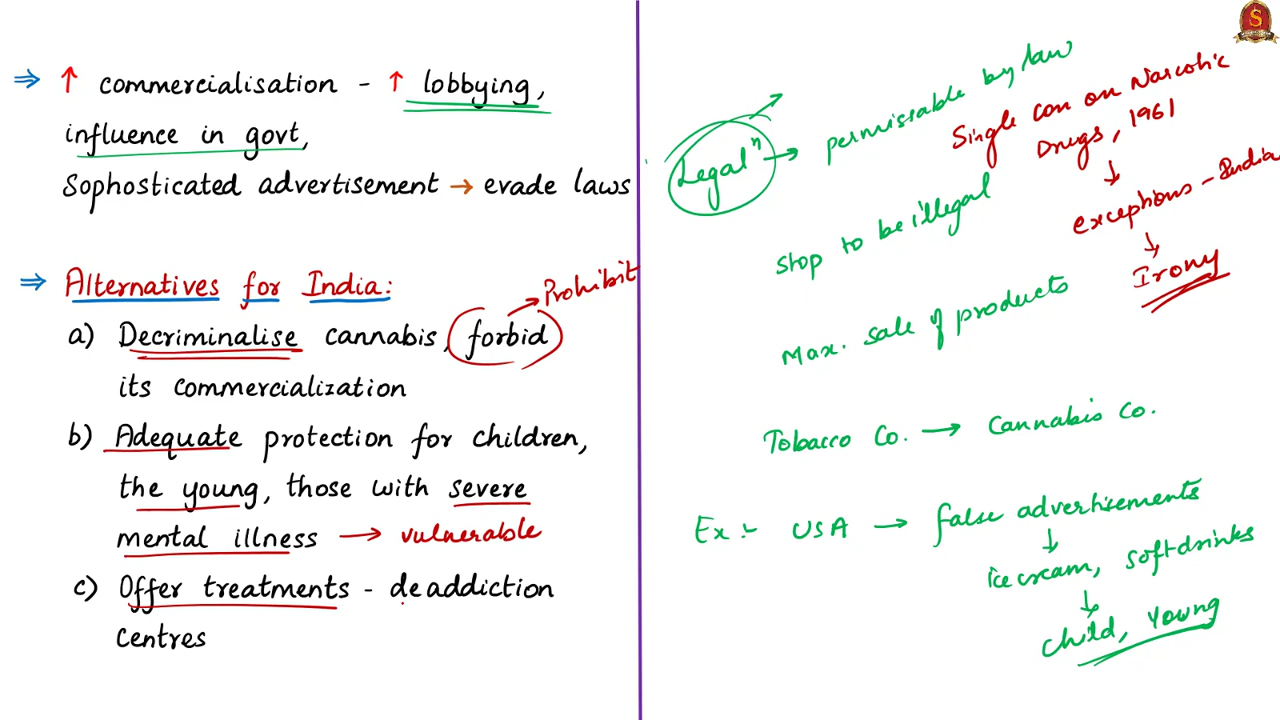 ⇒ ↑ commercialisation - ↑ lobbying,
influence in govt,
Sophosticated advertisement → evade laws
⇒ Alternatives for India:
→ Prohibit
a) Decriminalise cannabis, forbid
its commercialization
b) Adequate protection for children,
the young, those with severe
mental illness → vulnerable
c) Offer treatments - deaddiction
centres
S
Legalⁿ → permissable by law
Single con on Narcotic
Drugs, 1961
↓
exceptions - India
↓
Irony
stop to be illegal
Max. sale of products
Tobacco Co. → Cannabis Co.
Ex :- USA → false advertisements
↓
ice cream, softdrinks
↓
child, young